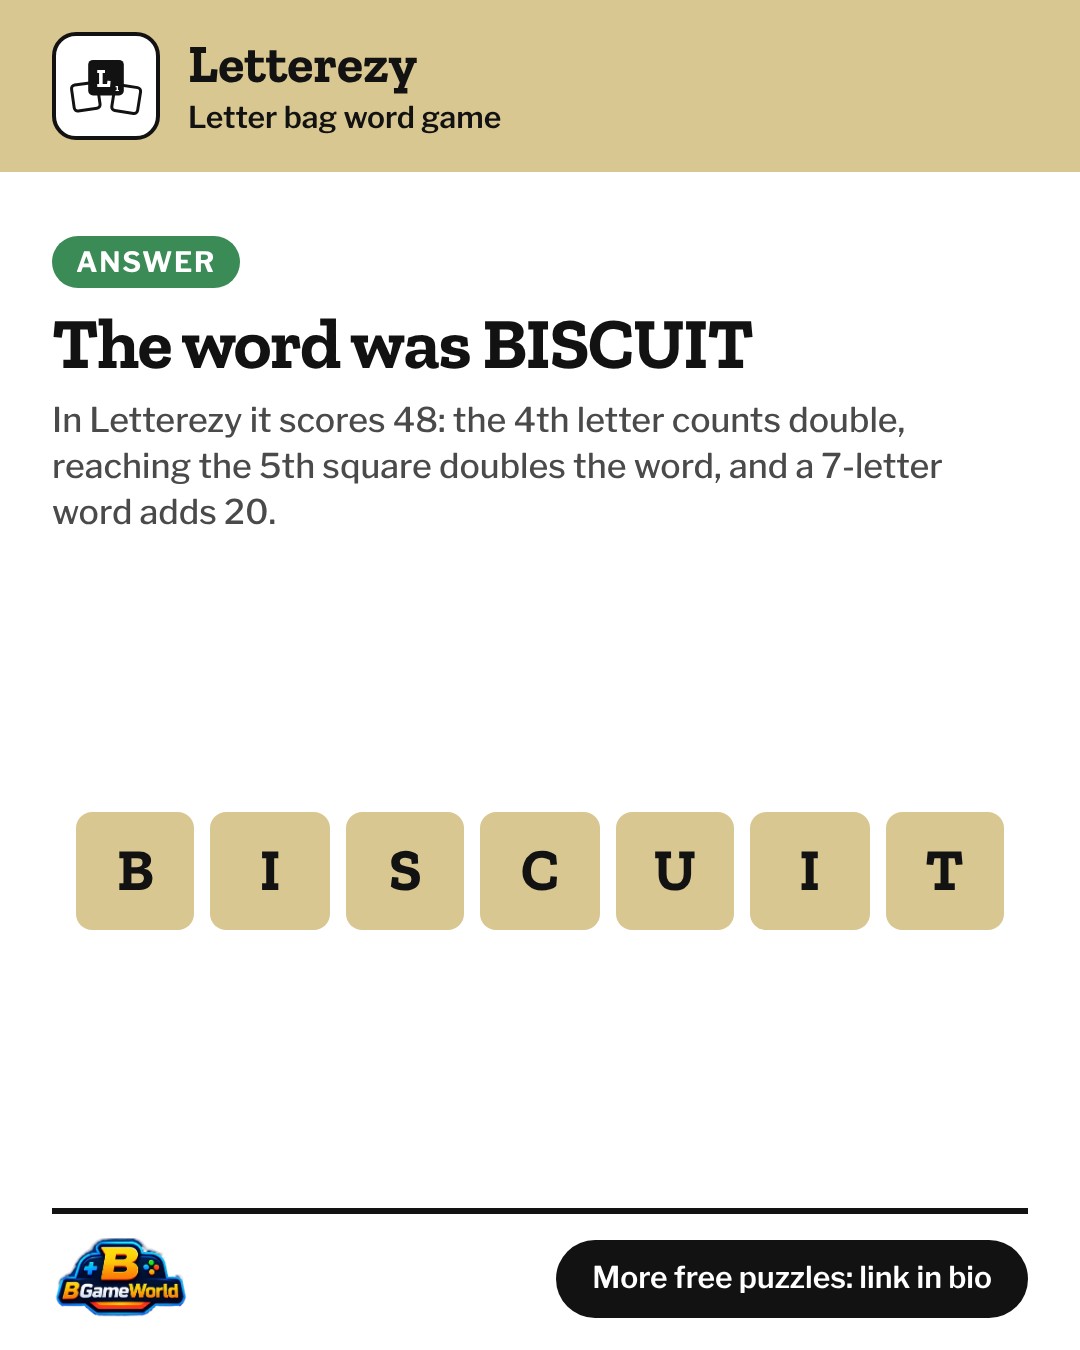 L
1
Letterezy
Letter bag word game
ANSWER
The word was BISCUIT
In Letterezy it scores 48: the 4th letter counts double,
reaching the 5th square doubles the word, and a 7-letter
word adds 20.
B I S C U I T
B
BGameWorld
More free puzzles: link in bio